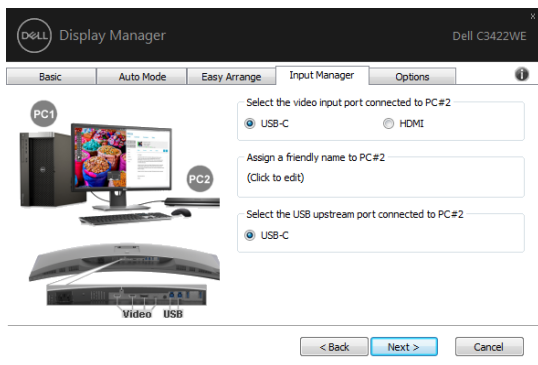 x
DELL Display Manager
Dell C3422WE
Basic Auto Mode Easy Arrange Input Manager Options
PC1
PC2
Video USB
Select the video input port connected to PC#2
USB-C HDMI
Assign a friendly name to PC#2
(Click to edit)
Select the USB upstream port connected to PC#2
USB-C
< Back Next > Cancel